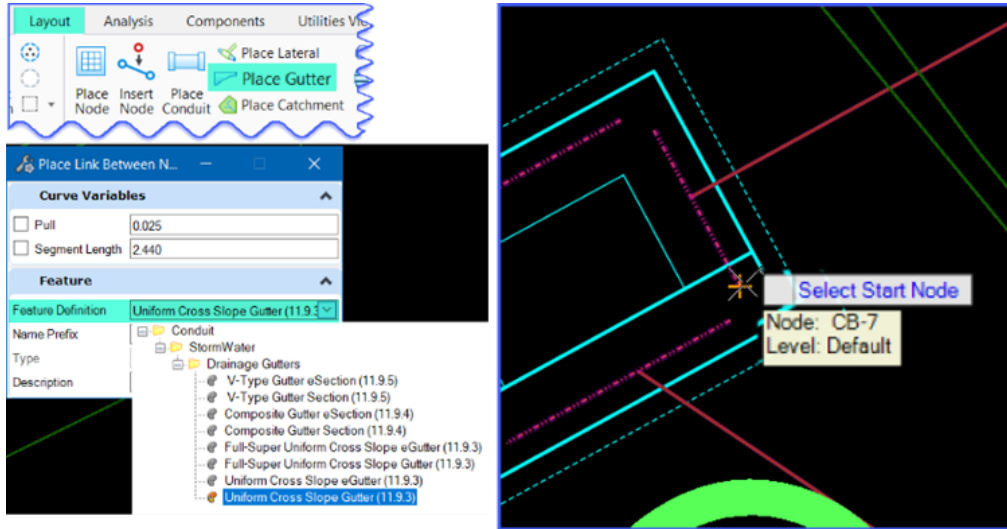 Layout Analysis Components Utilities Vi
Place Lateral
Place Gutter
Place Catchment
Place Node
Insert Node
Place Conduit
Place Link Between N...
Curve Variables
Pull 0.025
Segment Length 2.440
Feature
Feature Definition Uniform Cross Slope Gutter (11.9.3
Name Prefix
Type
Description
Conduit
StormWater
Drainage Gutters
V-Type Gutter eSection (11.9.5)
V-Type Gutter Section (11.9.5)
Composite Gutter eSection (11.9.4)
Composite Gutter Section (11.9.4)
Full-Super Uniform Cross Slope eGutter (11.9.3)
Full-Super Uniform Cross Slope Gutter (11.9.3)
Uniform Cross Slope eGutter (11.9.3)
Uniform Cross Slope Gutter (11.9.3)
Select Start Node
Node: CB-7
Level: Default